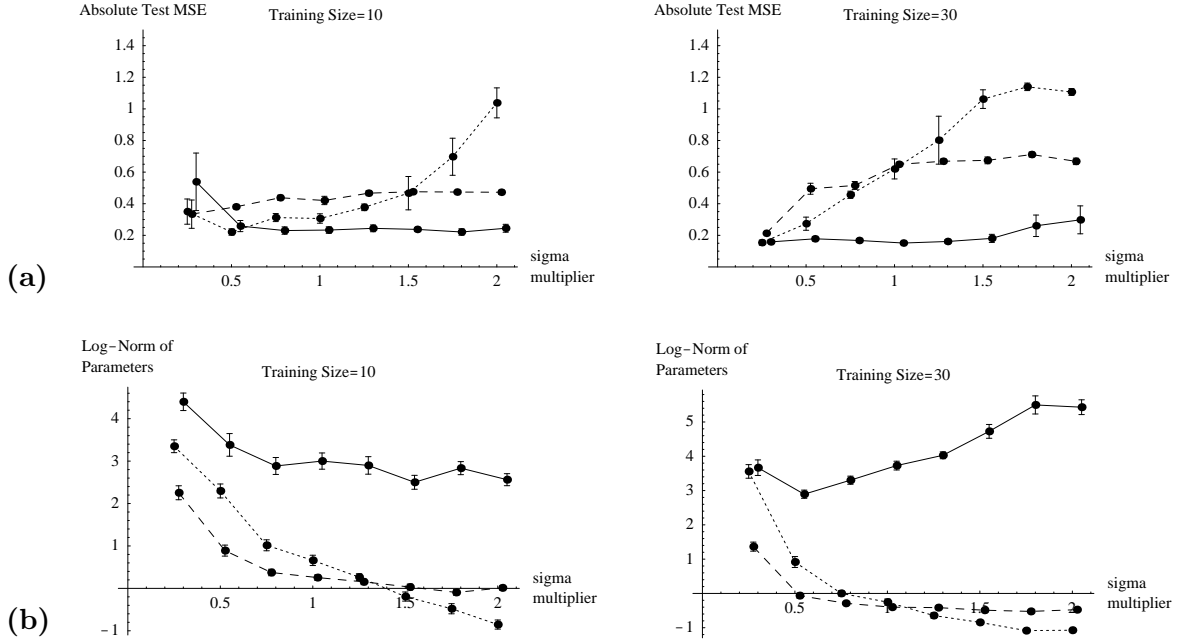 Absolute Test MSE
Training Size=10
1.4
1.2
1
0.8
0.6
0.4
0.2
0.5
1
1.5
2
sigma
multiplier
Absolute Test MSE
Training Size=30
1.4
1.2
1
0.8
0.6
0.4
0.2
0.5
1
1.5
2
sigma
multiplier
(a)
Log-Norm of
Parameters
Training Size=10
4
3
2
1
-1
0.5
1
1.5
2
sigma
multiplier
Log-Norm of
Parameters
Training Size=30
5
4
3
2
1
-1
0.5
1
1.5
2
sigma
multiplier
(b)